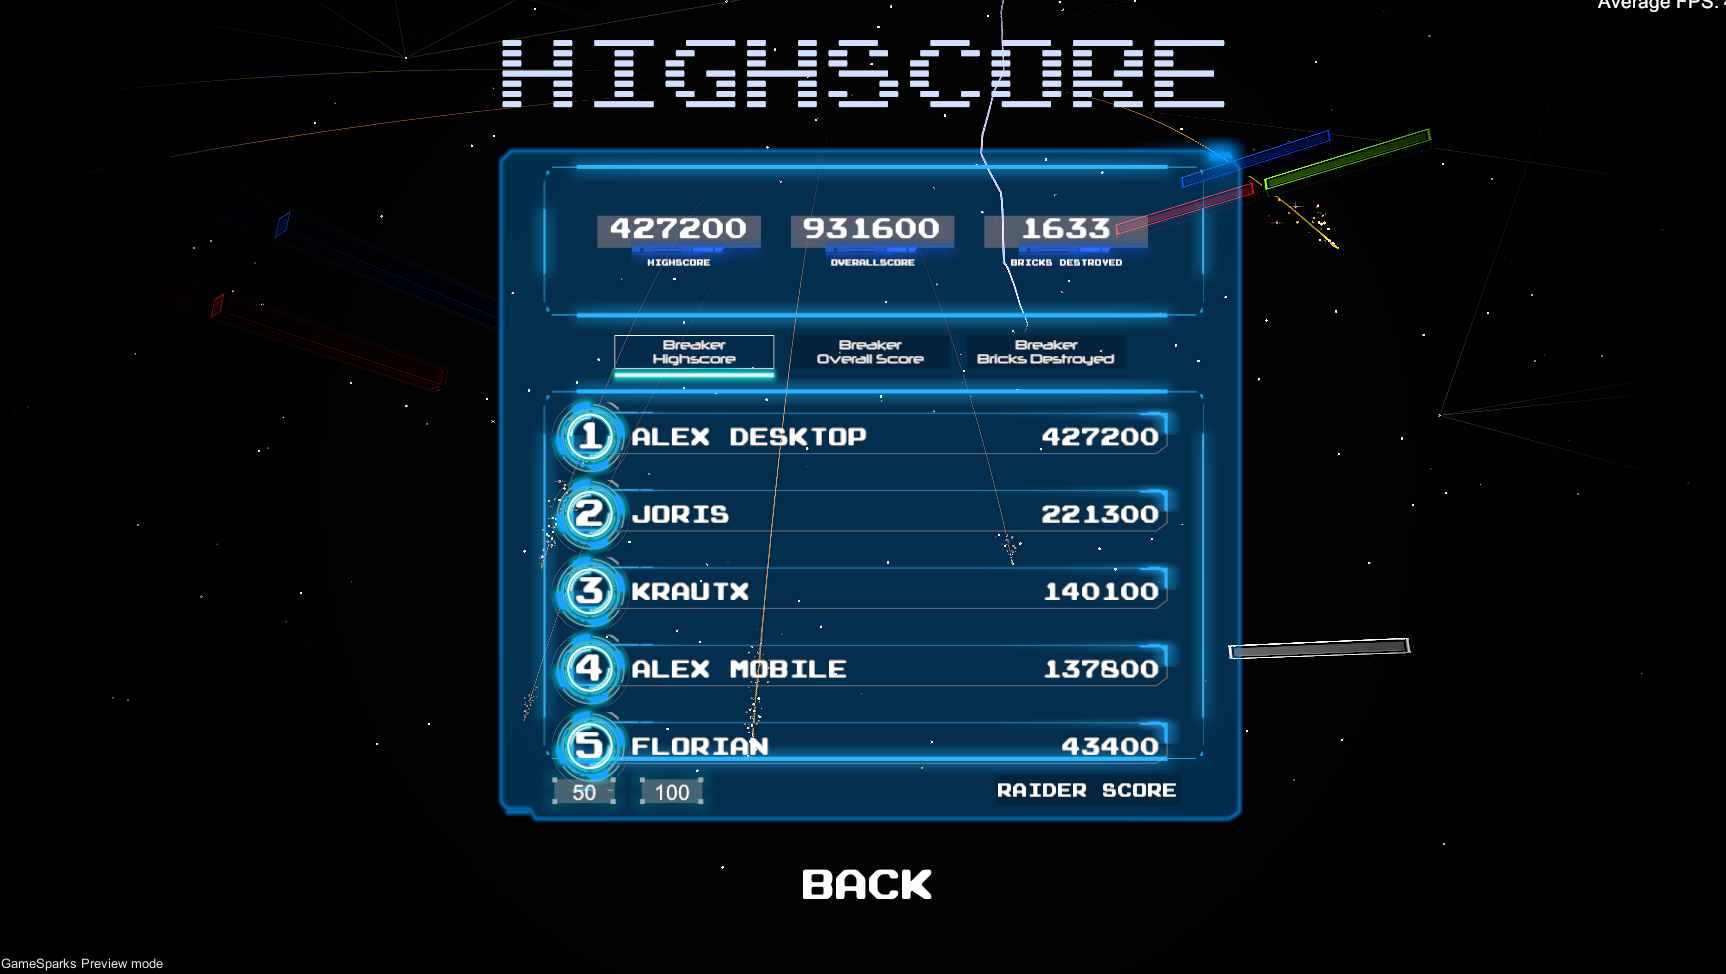 Average FPS:
HIGHSCORE
427200 931600 1633
HIGHSCORE OVERALLSCORE BRICKS DESTROYED
Breaker Breaker Breaker
Highscore Overall Score Bricks Destroyed
1 ALEX DESKTOP 427200
2 JORIS 221300
3 KRAUTX 140100
4 ALEX MOBILE 137800
5 FLORIAN 43400
50 100 RAIDER SCORE
BACK
GameSparks Preview mode